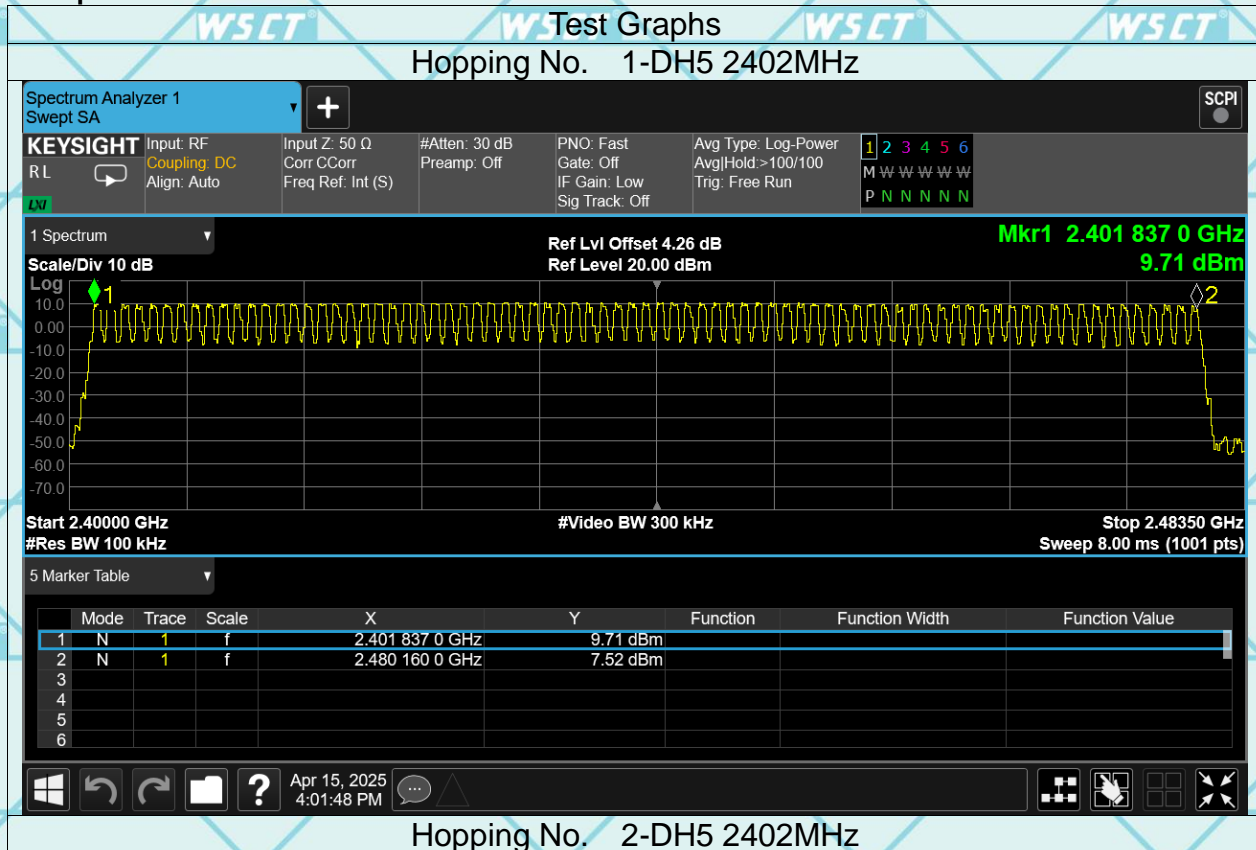 WSCT® WSCT® WSCT® WSCT®
Test Graphs
Hopping No. 1-DH5 2402MHz
Spectrum Analyzer 1
Swept SA
+
SCPI
KEYSIGHT
RL
LXI
Input: RF
Coupling: DC
Align: Auto
Input Z: 50 Ω
Corr CCorr
Freq Ref: Int (S)
#Atten: 30 dB
Preamp: Off
PNO: Fast
Gate: Off
IF Gain: Low
Sig Track: Off
Avg Type: Log-Power
Avg|Hold:>100/100
Trig: Free Run
1 2 3 4 5 6
M W W W W W
P N N N N N
1 Spectrum
Scale/Div 10 dB
Ref Lvl Offset 4.26 dB
Ref Level 20.00 dBm
Mkr1 2.401 837 0 GHz
9.71 dBm
Log
1
2
10.0
0.00
-10.0
-20.0
-30.0
-40.0
-50.0
-60.0
-70.0
Start 2.40000 GHz
#Res BW 100 kHz
#Video BW 300 kHz
Stop 2.48350 GHz
Sweep 8.00 ms (1001 pts)
5 Marker Table
Mode Trace Scale X Y Function Function Width Function Value
1 N 1 f 2.401 837 0 GHz 9.71 dBm
2 N 1 f 2.480 160 0 GHz 7.52 dBm
3
4
5
6
?
Apr 15, 2025
4:01:48 PM
Hopping No. 2-DH5 2402MHz